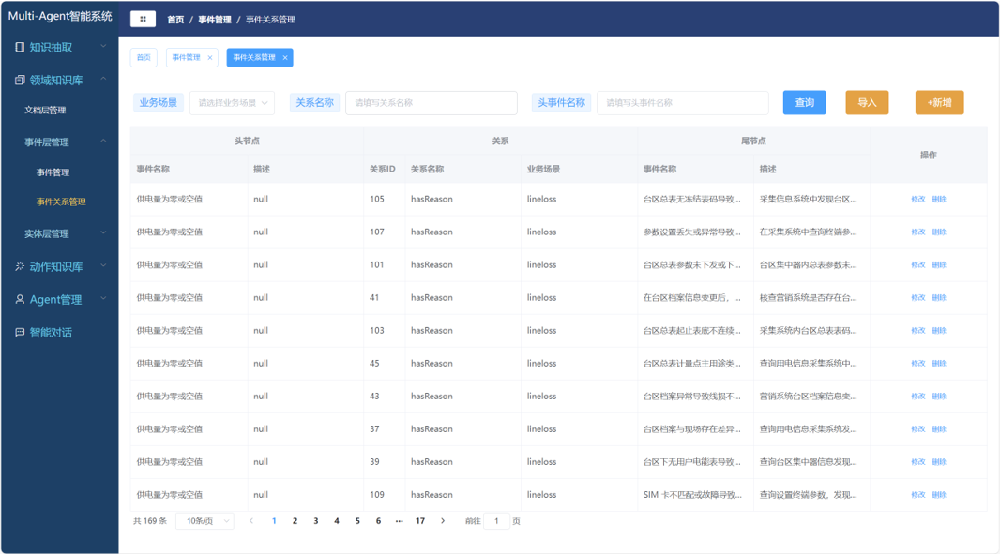 Multi-Agent智能系统
首页 / 事件管理 / 事件关系管理
知识抽取
领域知识库
文档层管理
事件层管理
事件管理
事件关系管理
实体层管理
动作知识库
Agent管理
智能对话
首页 事件管理 × 事件关系管理 ×
业务场景 请选择业务场景 关系名称 请填写关系名称 头事件名称 请填写头事件名称 查询 导入 +新增
头节点 关系 尾节点 操作
事件名称 描述 关系ID 关系名称 业务场景 事件名称 描述
供电量为零或空值 null 105 hasReason lineloss 台区总表无冻结表码导致... 采集信息系统中发现台区... 修改 删除
供电量为零或空值 null 107 hasReason lineloss 参数设置丢失或异常导致... 在采集系统中查询终端参... 修改 删除
供电量为零或空值 null 101 hasReason lineloss 台区总表参数未下发或下... 台区集中器内总表参数未... 修改 删除
供电量为零或空值 null 41 hasReason lineloss 在台区档案信息变更后，... 核查营销系统是否存在台... 修改 删除
供电量为零或空值 null 103 hasReason lineloss 台区总表起止表底不连续... 采集系统内台区总表表码... 修改 删除
供电量为零或空值 null 45 hasReason lineloss 台区总表计量点主用途类... 查询用电信息采集系统中... 修改 删除
供电量为零或空值 null 43 hasReason lineloss 台区档案异常导致线损不... 营销系统台区档案信息变... 修改 删除
供电量为零或空值 null 37 hasReason lineloss 台区档案与现场存在差异... 查询用电信息采集系统发... 修改 删除
供电量为零或空值 null 39 hasReason lineloss 台区下无用户电能表导致... 查询台区集中器信息发现... 修改 删除
供电量为零或空值 null 109 hasReason lineloss SIM 卡不匹配或故障导致... 查询设置终端参数，发现... 修改 删除
共 169 条 10条/页 < 1 2 3 4 5 6 ... 17 > 前往 1 页